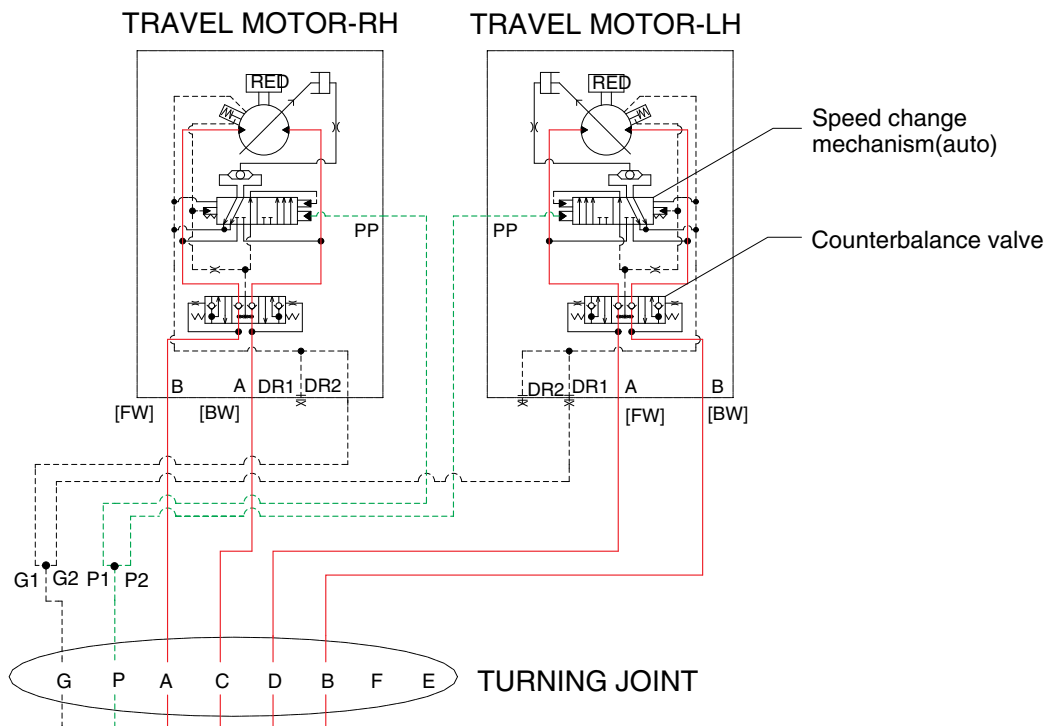 TRAVEL MOTOR-RH
TRAVEL MOTOR-LH
RED
RED
Speed change
mechanism(auto)
PP
PP
Counterbalance valve
B
A
DR1
DR2
DR2
DR1
A
B
[FW]
[BW]
[FW]
[BW]
G1
G2
P1
P2
G
P
A
C
D
B
F
E
TURNING JOINT